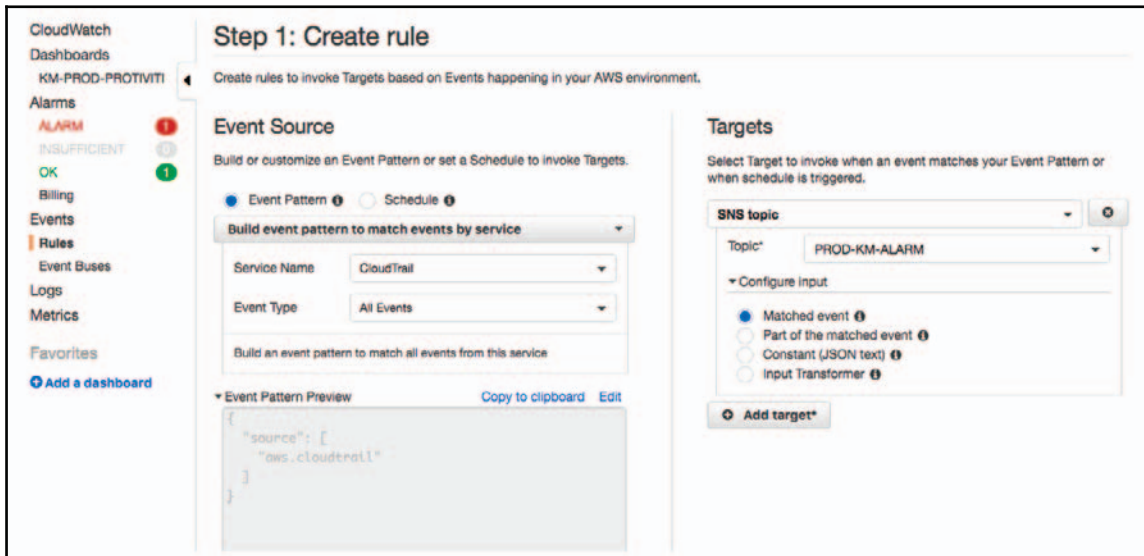 CloudWatch
Dashboards
KM-PROD-PROTIVITI
Alarms
ALARM 1
INSUFFICIENT 0
OK 1
Billing
Events
Rules
Event Buses
Logs
Metrics
Favorites
Add a dashboard
Step 1: Create rule
Create rules to invoke Targets based on Events happening in your AWS environment.
Event Source
Build or customize an Event Pattern or set a Schedule to invoke Targets.
Event Pattern Schedule
Build event pattern to match events by service
Service Name CloudTrail
Event Type All Events
Build an event pattern to match all events from this service
Event Pattern Preview Copy to clipboard Edit
{
"source": [
"aws.cloudtrail"
]
}
Targets
Select Target to invoke when an event matches your Event Pattern or
when schedule is triggered.
SNS topic
Topic* PROD-KM-ALARM
Configure input
Matched event
Part of the matched event
Constant (JSON text)
Input Transformer
Add target*